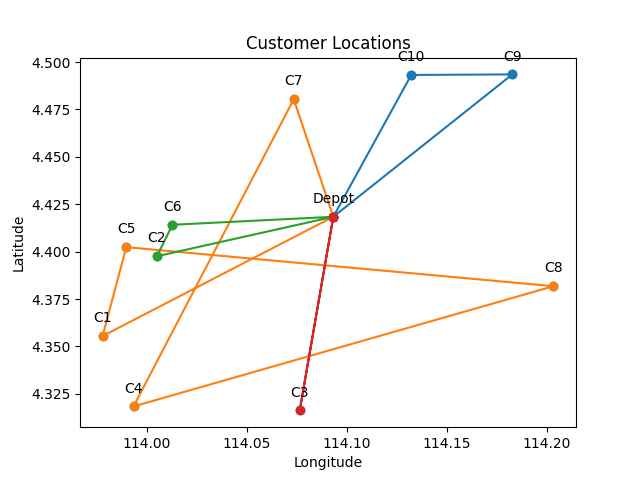 Customer Locations
C10
C9
4.500
C7
4.475
4.450
Depot
4.425
C6
C5
C2
4.400
C8
4.375
C1
4.350
C4
C3
4.325
Latitude
114.00 114.05 114.10 114.15 114.20
Longitude